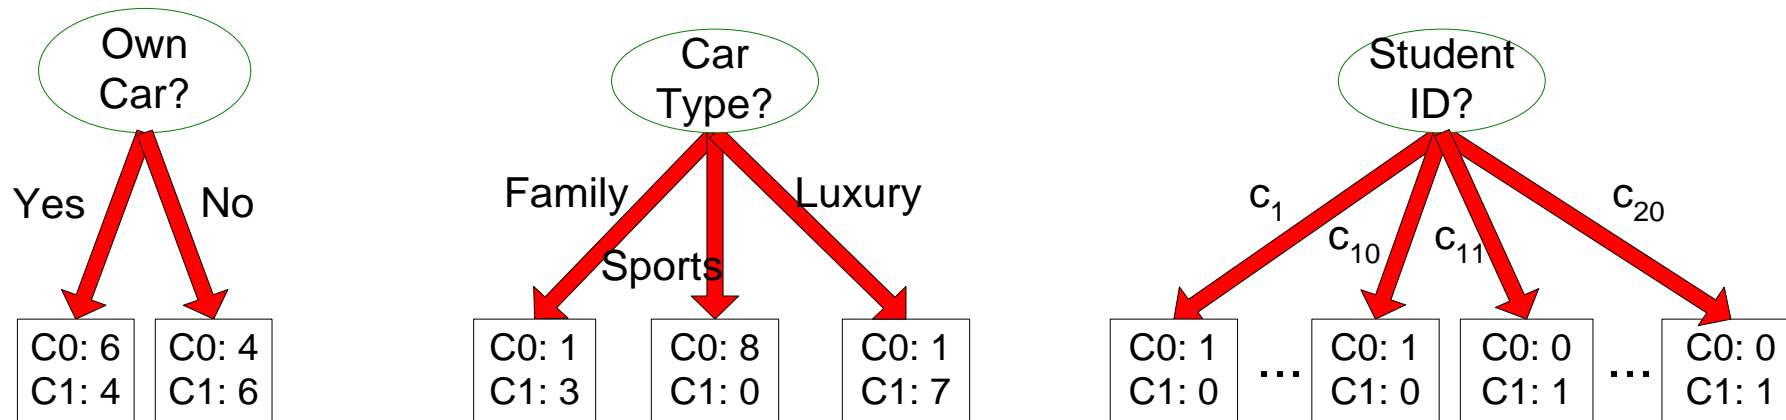 Own
Car?
Yes
No
C0: 6
C1: 4
C0: 4
C1: 6
Car
Type?
Family
Sports
Luxury
C0: 1
C1: 3
C0: 8
C1: 0
C0: 1
C1: 7
Student
ID?
c₁
c₁₀
c₁₁
c₂₀
C0: 1
C1: 0
...
C0: 1
C1: 0
C0: 0
C1: 1
...
C0: 0
C1: 1